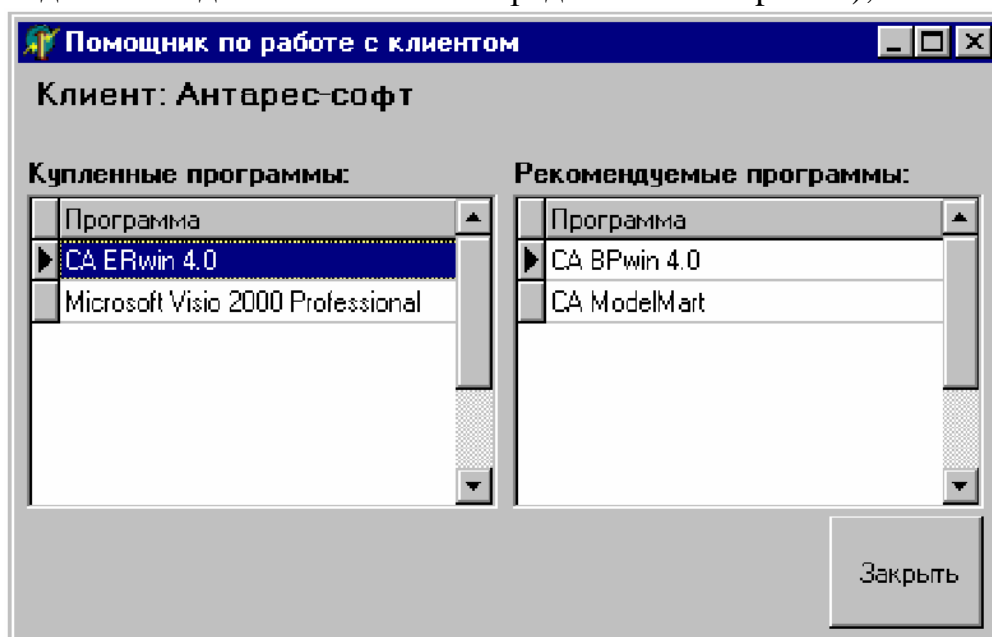 Помощник по работе с клиентом
Клиент: Антарес-софт
Купленные программы:
Рекомендуемые программы:
Программа
CA ERwin 4.0
Microsoft Visio 2000 Professional
Программа
CA BPwin 4.0
CA ModelMart
Закрыть